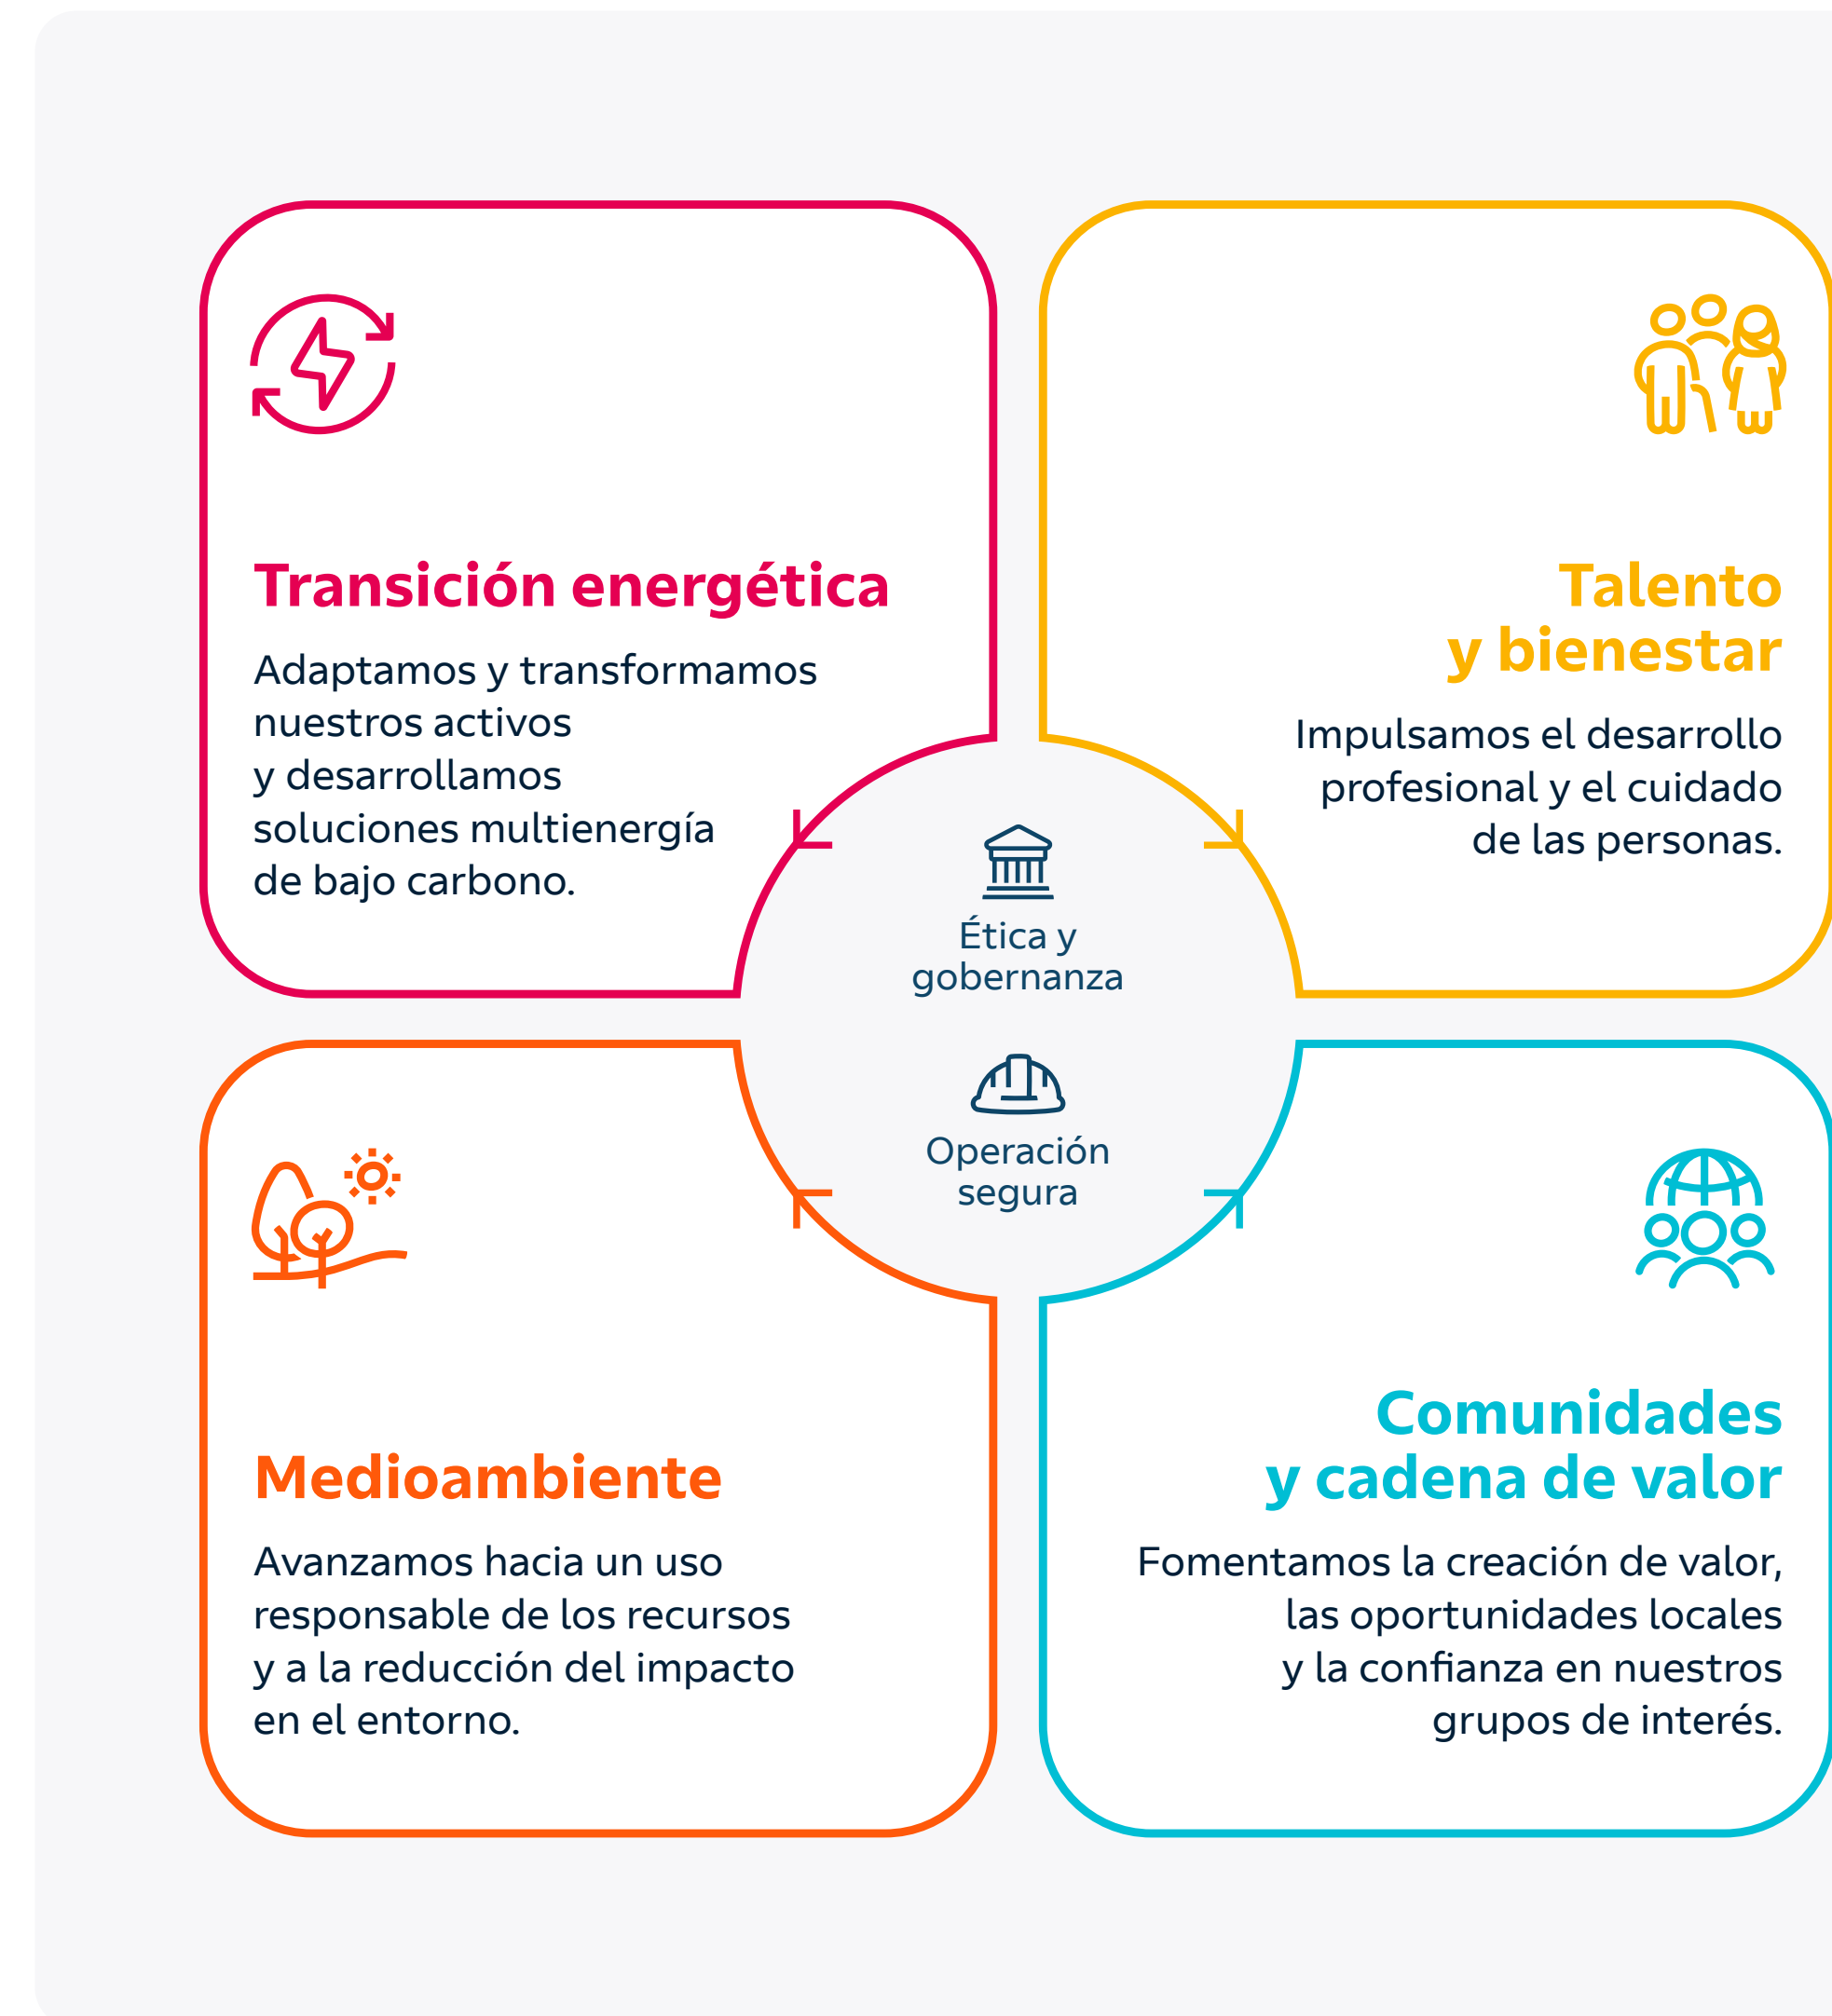 Transición energética
Adaptamos y transformamos
nuestros activos
y desarrollamos
soluciones multienergía
de bajo carbono.
Talento
y bienestar
Impulsamos el desarrollo
profesional y el cuidado
de las personas.
Ética y
gobernanza
Operación
segura
Medioambiente
Avanzamos hacia un uso
responsable de los recursos
y a la reducción del impacto
en el entorno.
Comunidades
y cadena de valor
Fomentamos la creación de valor,
las oportunidades locales
y la confianza en nuestros
grupos de interés.